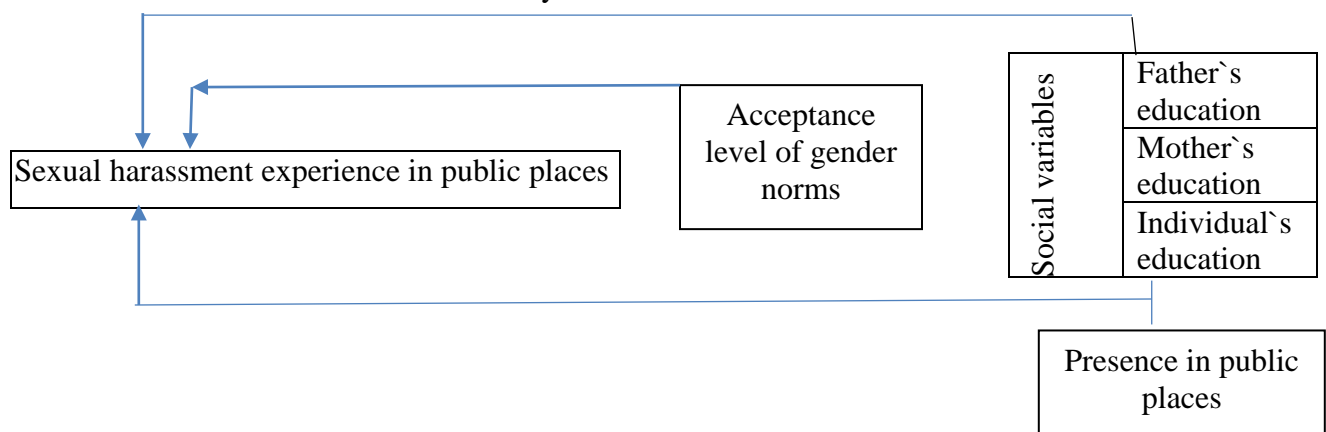 Sexual harassment experience in public places
Acceptance
level of gender
norms
Social variables
Father`s
education
Mother`s
education
Individual`s
education
Presence in public
places